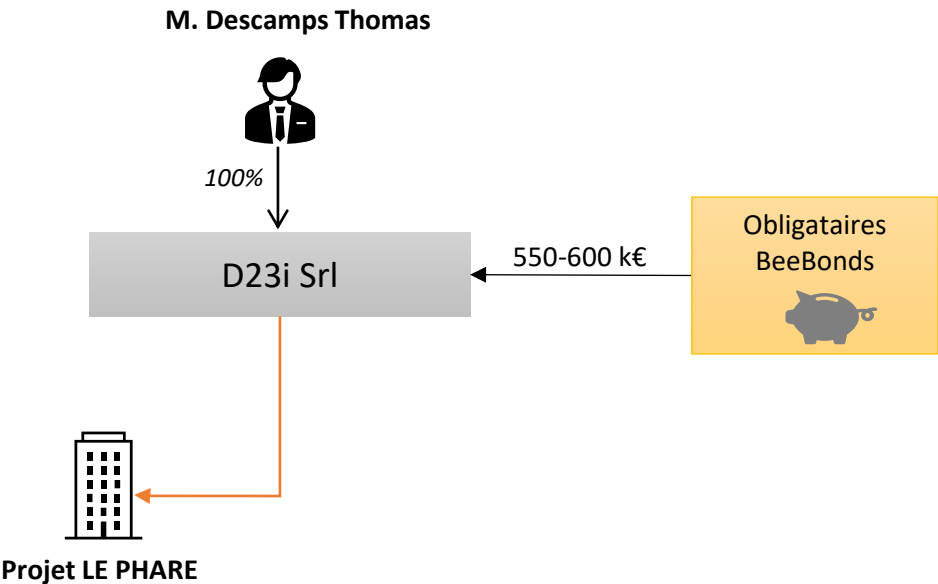 M. Descamps Thomas
100%
D23i Srl
550-600 k€
Obligataires
BeeBonds
Projet LE PHARE